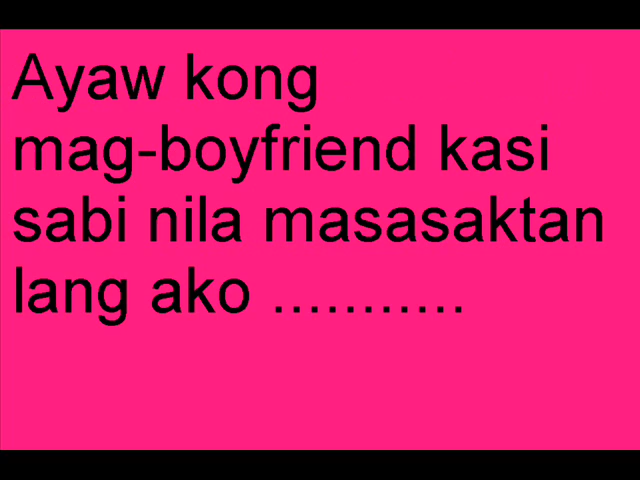 Ayaw kong
mag-boyfriend kasi
sabi nila masasaktan
lang ako ...........